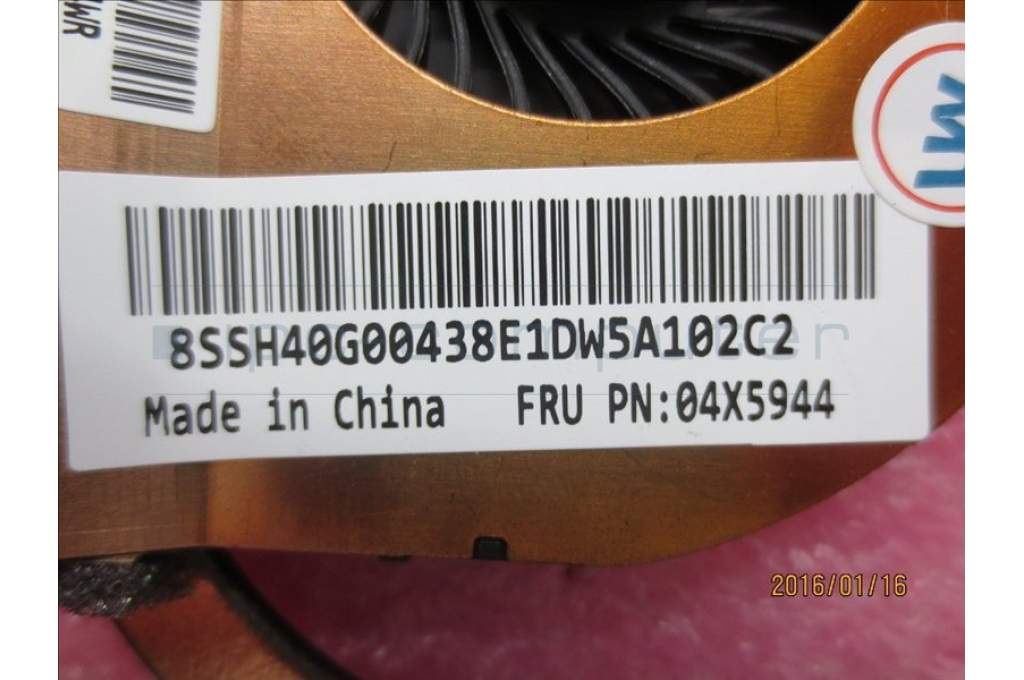 8SSH40G00438E1DW5A102C2
Made in China FRU PN:04X5944
2016/01/16